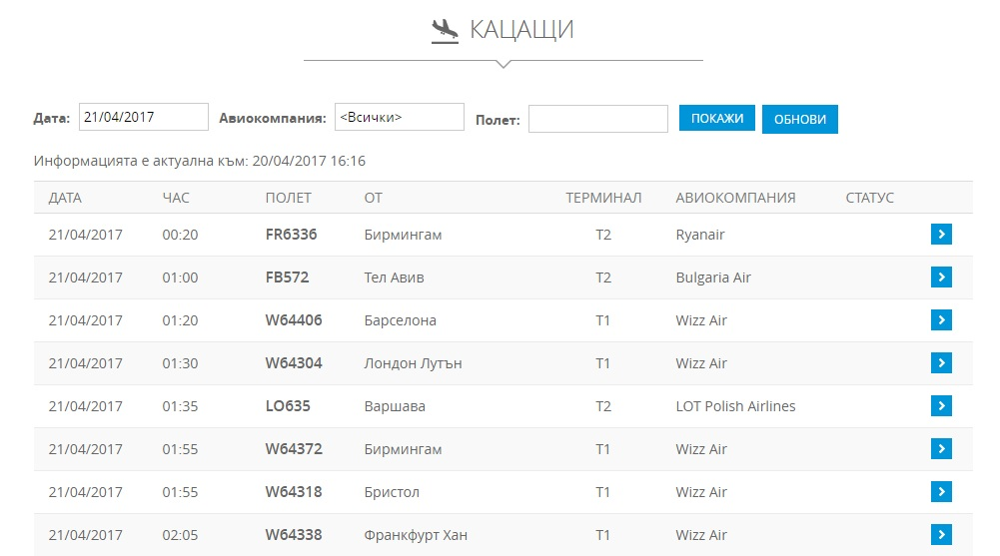 КАЦАЩИ
Дата: 21/04/2017 Авиокомпания: <Всички> Полет: ПОКАЖИ ОБНОВИ
Информацията е актуална към: 20/04/2017 16:16
ДАТА ЧАС ПОЛЕТ ОТ ТЕРМИНАЛ АВИОКОМПАНИЯ СТАТУС
21/04/2017 00:20 FR6336 Бирмингам T2 Ryanair
21/04/2017 01:00 FB572 Тел Авив T2 Bulgaria Air
21/04/2017 01:20 W64406 Барселона T1 Wizz Air
21/04/2017 01:30 W64304 Лондон Лутън T1 Wizz Air
21/04/2017 01:35 LO635 Варшава T2 LOT Polish Airlines
21/04/2017 01:55 W64372 Бирмингам T1 Wizz Air
21/04/2017 01:55 W64318 Бристол T1 Wizz Air
21/04/2017 02:05 W64338 Франкфурт Хан T1 Wizz Air